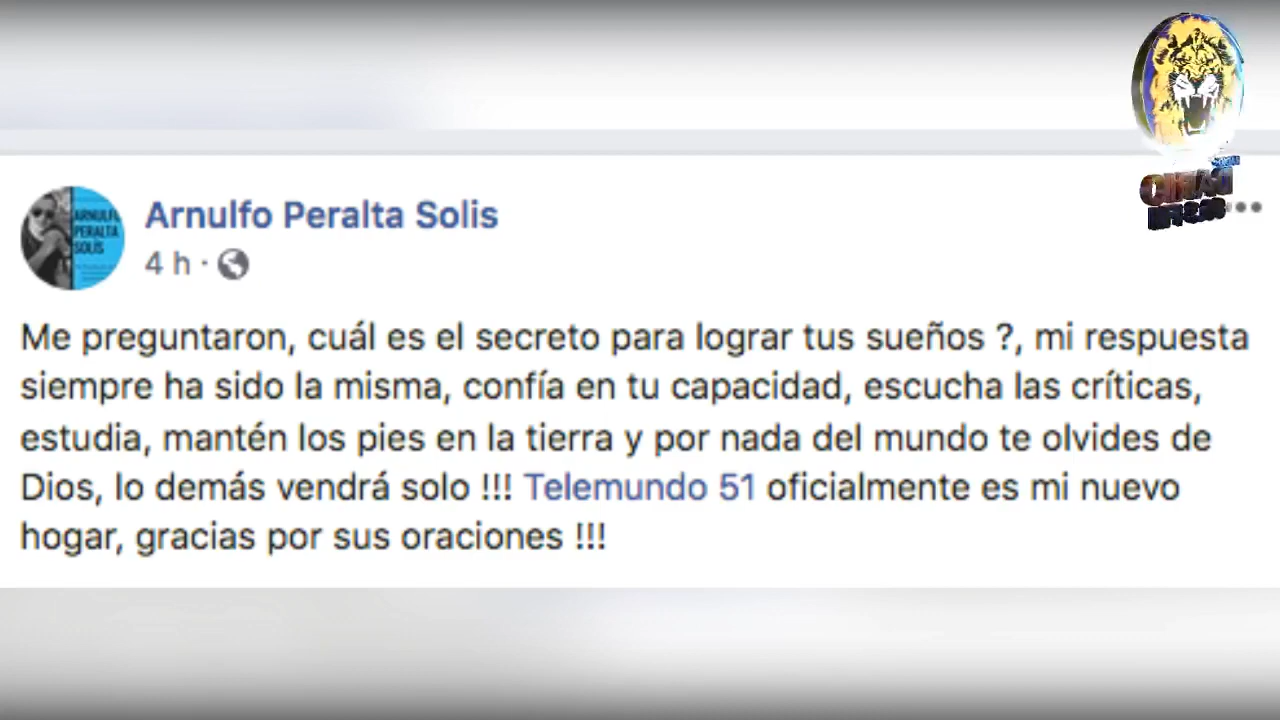 Arnulfo Peralta Solis
4 h ·
ARNULFO
PERALTA
SOLÍS
Me preguntaron, cuál es el secreto para lograr tus sueños ?, mi respuesta
siempre ha sido la misma, confía en tu capacidad, escucha las críticas,
estudia, mantén los pies en la tierra y por nada del mundo te olvides de
Dios, lo demás vendrá solo !!! Telemundo 51 oficialmente es mi nuevo
hogar, gracias por sus oraciones !!!